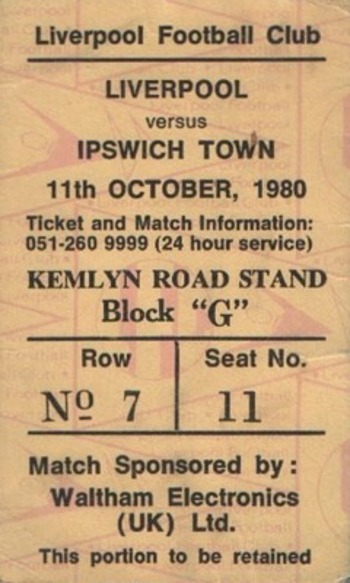 Liverpool Football Club
LIVERPOOL
versus
IPSWICH TOWN
11th OCTOBER, 1980
Ticket and Match Information:
051-260 9999 (24 hour service)
KEMLYN ROAD STAND
Block "G"
Row Seat No.
Nº 7 11
Match Sponsored by:
Waltham Electronics
(UK) Ltd.
This portion to be retained